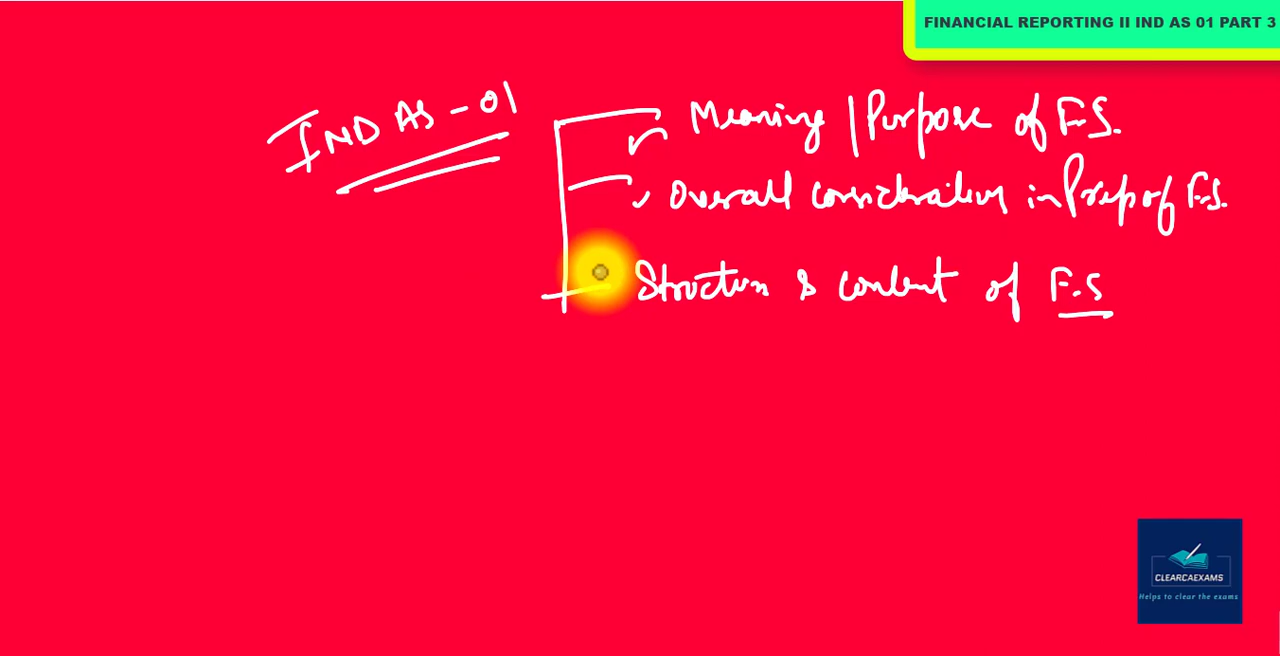 FINANCIAL REPORTING II IND AS 01 PART 3
IND AS - 01
Meaning | Purpose of F.S.
Overall considerations in Prep of F.S.
Structure & content of F.S
CLEARCAEXAMS
Helps to clear the exams